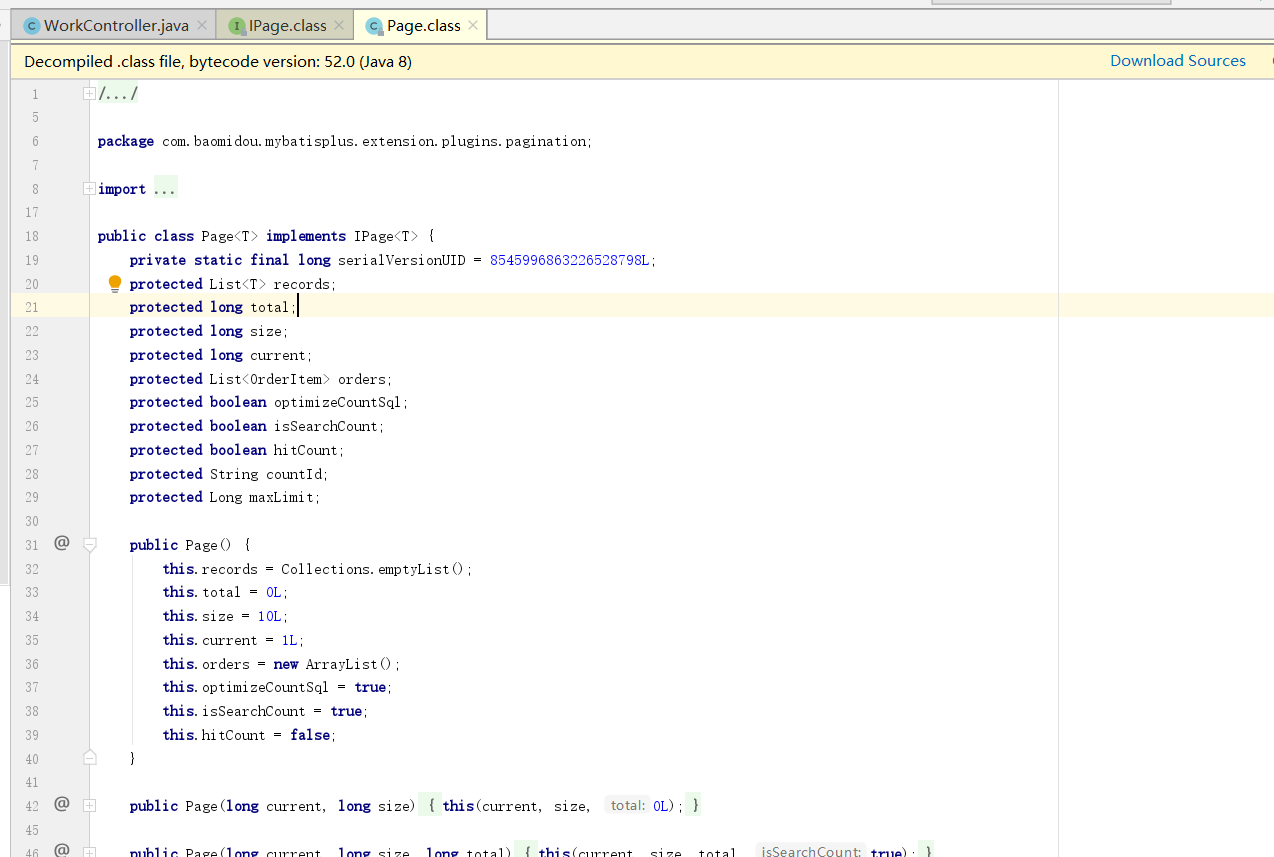 WorkController.java IPage.class Page.class
Decompiled .class file, bytecode version: 52.0 (Java 8) Download Sources
1 /.../
5
6 package com.baomidou.mybatisplus.extension.plugins.pagination;
7
8 import ...
17
18 public class Page<T> implements IPage<T> {
19 private static final long serialVersionUID = 8545996863226528798L;
20 protected List<T> records;
21 protected long total;
22 protected long size;
23 protected long current;
24 protected List<OrderItem> orders;
25 protected boolean optimizeCountSql;
26 protected boolean isSearchCount;
27 protected boolean hitCount;
28 protected String countId;
29 protected Long maxLimit;
30
31 @ public Page() {
32 this.records = Collections.emptyList();
33 this.total = 0L;
34 this.size = 10L;
35 this.current = 1L;
36 this.orders = new ArrayList();
37 this.optimizeCountSql = true;
38 this.isSearchCount = true;
39 this.hitCount = false;
40 }
41
42 @ public Page(long current, long size) { this(current, size, total: 0L); }
45
46 @ public Page(long current, long size, long total) { this(current, size, total, isSearchCount: true); }